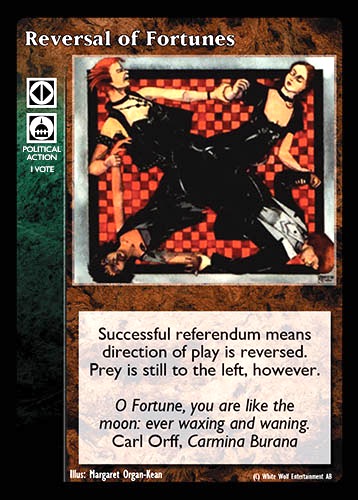 Reversal of Fortunes
POLITICAL
ACTION
1 VOTE
Successful referendum means
direction of play is reversed.
Prey is still to the left, however.
O Fortune, you are like the
moon: ever waxing and waning.
Carl Orff, Carmina Burana
Illus: Margaret Organ-Kean
(C) White Wolf Entertainment AB